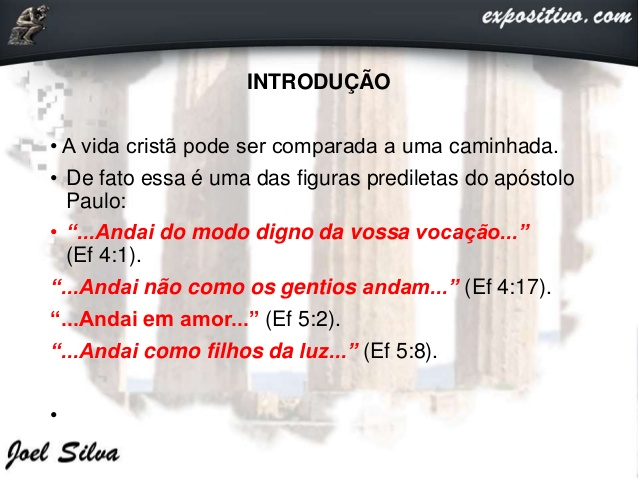 expositivo.com
INTRODUÇÃO
• A vida cristã pode ser comparada a uma caminhada.
• De fato essa é uma das figuras prediletas do apóstolo
Paulo:
• “...Andai do modo digno da vossa vocação...”
(Ef 4:1).
“...Andai não como os gentios andam...” (Ef 4:17).
“...Andai em amor...” (Ef 5:2).
“...Andai como filhos da luz...” (Ef 5:8).
•
Joel Silva